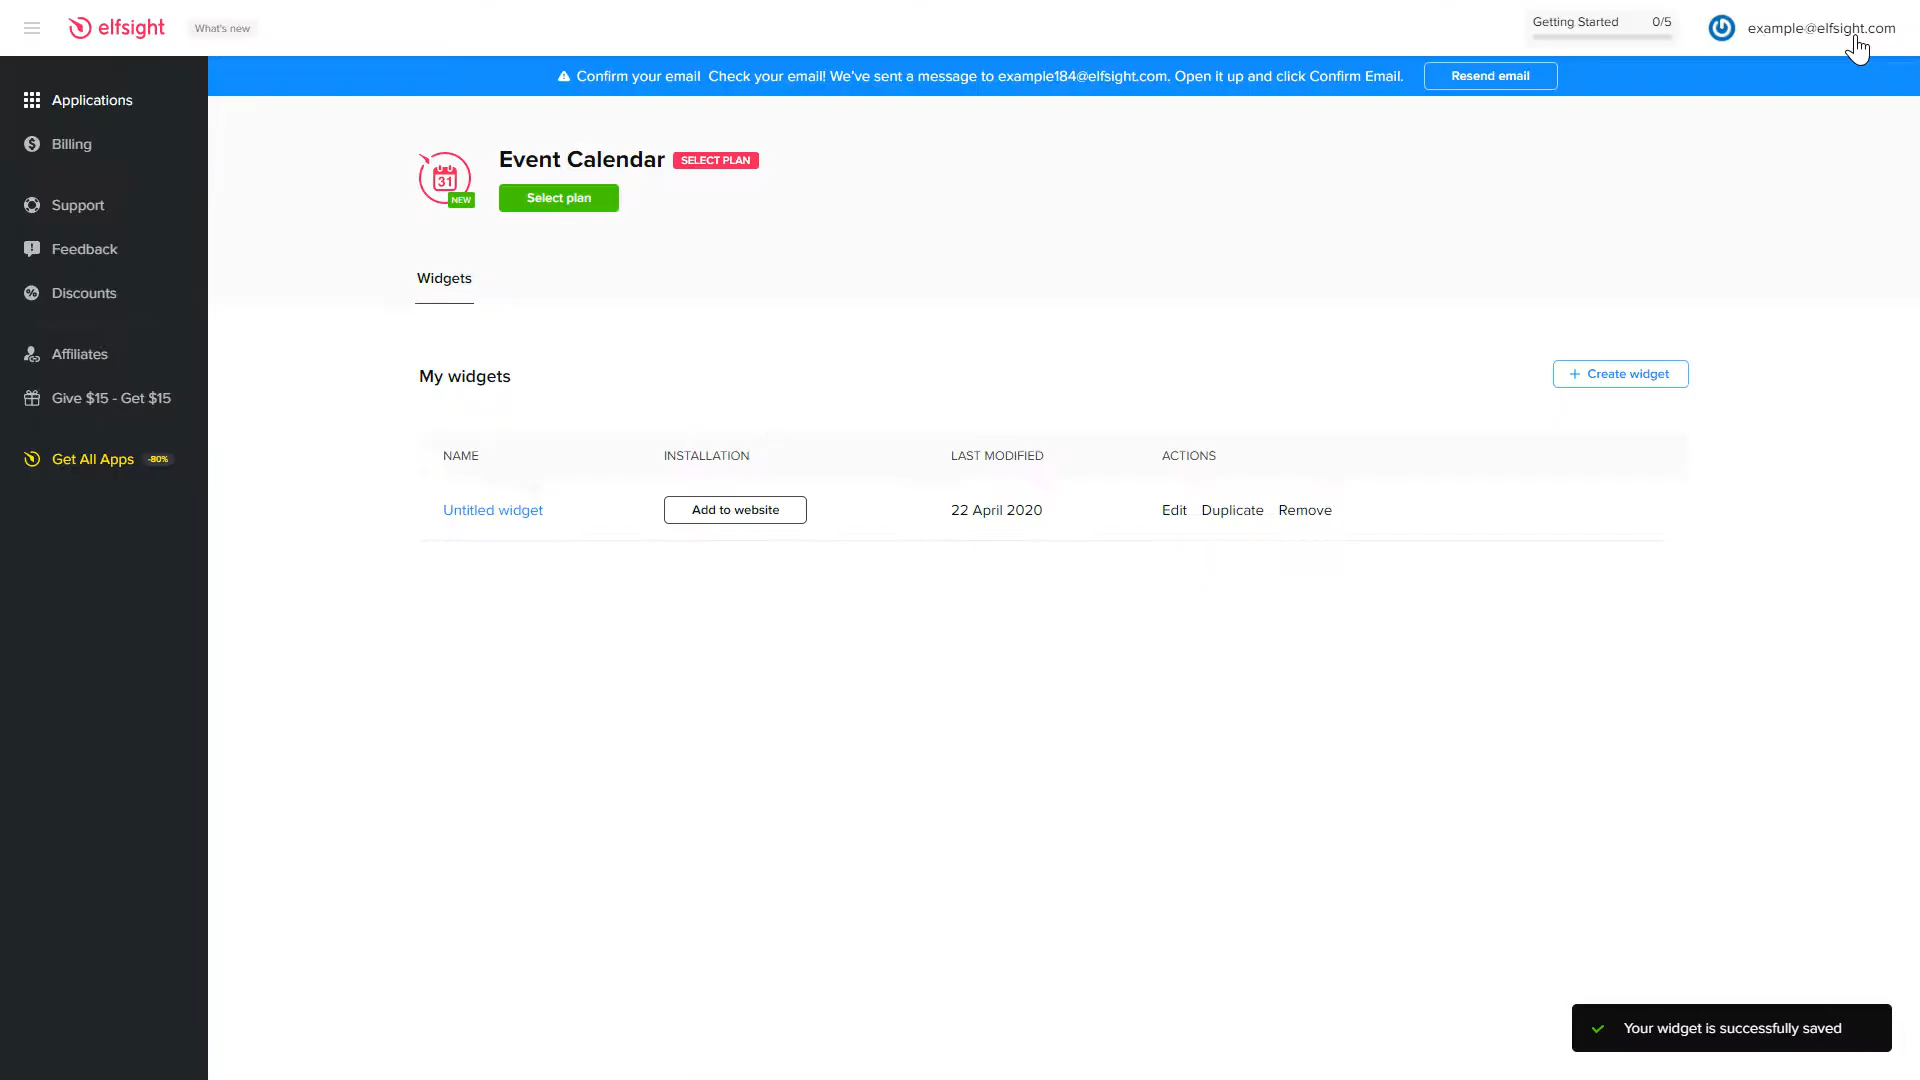 elfsight
What's new
Getting Started 0/5
example@elfsight.com
Confirm your email Check your email! We've sent a message to example184@elfsight.com. Open it up and click Confirm Email.
Resend email
Applications
Billing
Support
Feedback
Discounts
Affiliates
Give $15 - Get $15
Get All Apps -80%
31
NEW
Event Calendar SELECT PLAN
Select plan
Widgets
My widgets
+ Create widget
NAME INSTALLATION LAST MODIFIED ACTIONS
Untitled widget Add to website 22 April 2020 Edit Duplicate Remove
Your widget is successfully saved